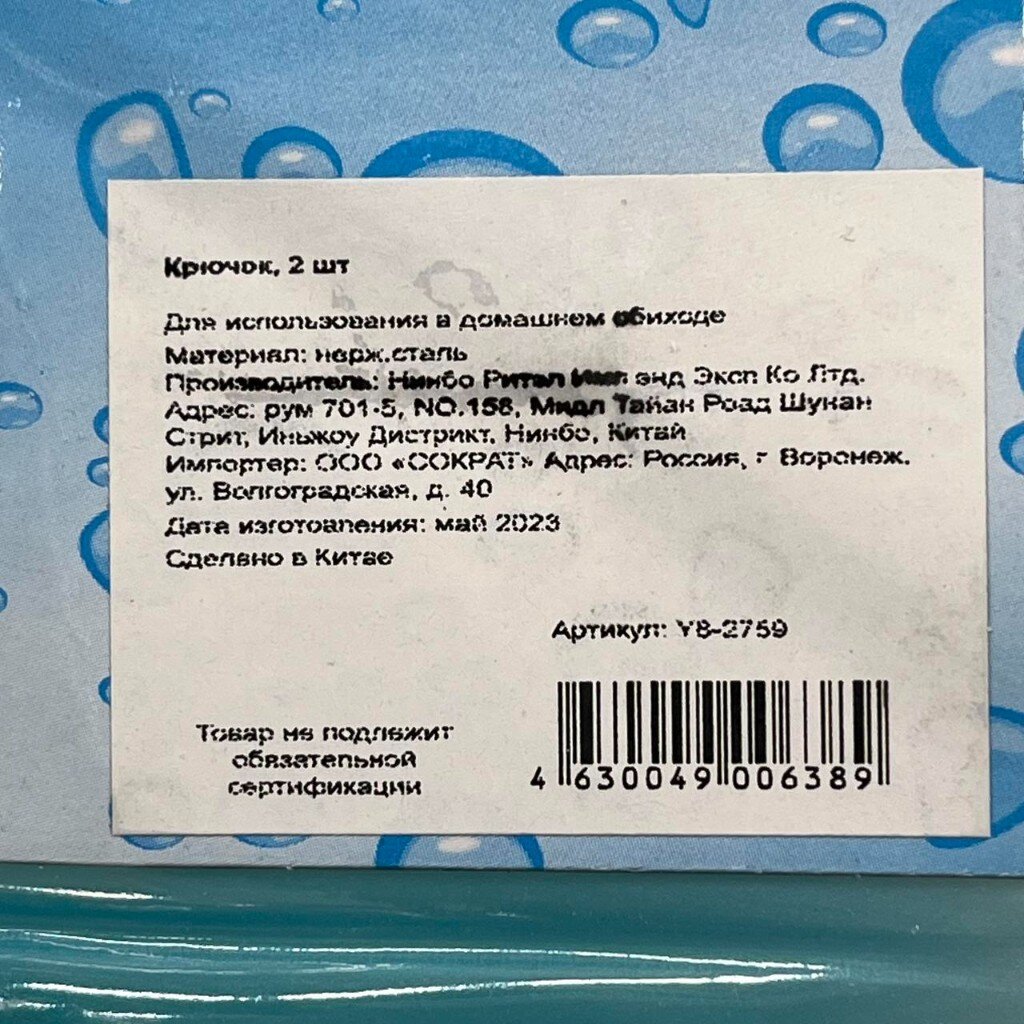 Крючок, 2 шт
Для использования в домашнем обиходе
Материал: нерж.сталь
Производитель: Нинбо Ритал Имп энд Эксп Ко Лтд.
Адрес: рум 701-5, NO.158, Мидл Тайан Роад Шунан
Стрит, Иньжоу Дистрикт, Нинбо, Китай
Импортер: ООО «СОКРАТ» Адрес: Россия, г Воронеж.
ул. Волгоградская, д. 40
Дата изготовления: май 2023
Сделано в Китае
Артикул: Y8-2759
Товар не подлежит
обязательной
сертификации
4 630049 006389